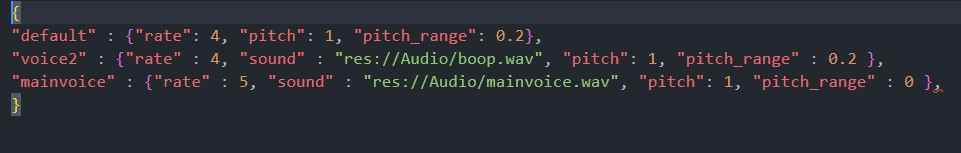 {
"default" : {"rate": 4, "pitch": 1, "pitch_range": 0.2},
"voice2" : {"rate" : 4, "sound" : "res://Audio/boop.wav", "pitch": 1, "pitch_range" : 0.2 },
"mainvoice" : {"rate" : 5, "sound" : "res://Audio/mainvoice.wav", "pitch": 1, "pitch_range" : 0 },
}